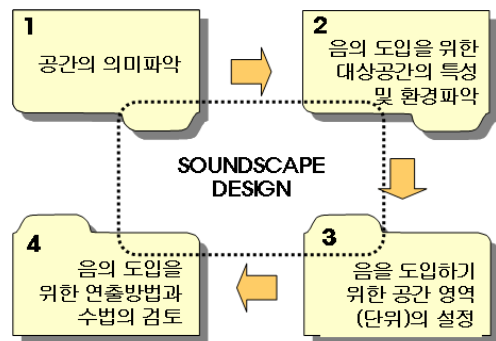 1
공간의 의미파악
2
음의 도입을 위한
대상공간의 특성
및 환경파악
SOUNDSCAPE
DESIGN
3
음을 도입하기
위한 공간 영역
(단위)의 설정
4
음의 도입을
위한 연출방법과
수법의 검토